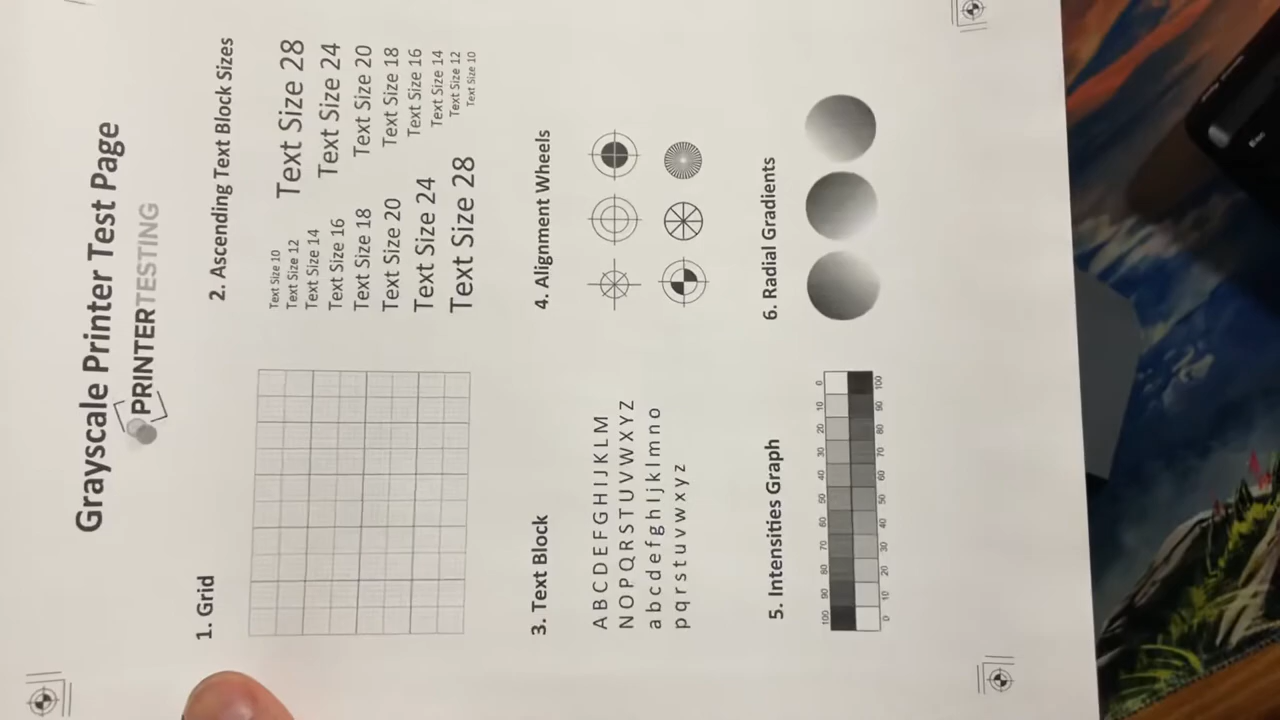 Grayscale Printer Test Page
PRINTERTESTING
1. Grid
2. Ascending Text Block Sizes
Text Size 10
Text Size 12
Text Size 14
Text Size 16
Text Size 18
Text Size 20
Text Size 24
Text Size 28
Text Size 28
Text Size 24
Text Size 20
Text Size 18
Text Size 16
Text Size 14
Text Size 12
Text Size 10
3. Text Block
A B C D E F G H I J K L M
N O P Q R S T U V W X Y Z
a b c d e f g h I j k l m n o
p q r s t u v w x y z
4. Alignment Wheels
5. Intensities Graph
100 90 80 70 60 50 40 30 20 10 0
0 10 20 30 40 50 60 70 80 90 100
6. Radial Gradients